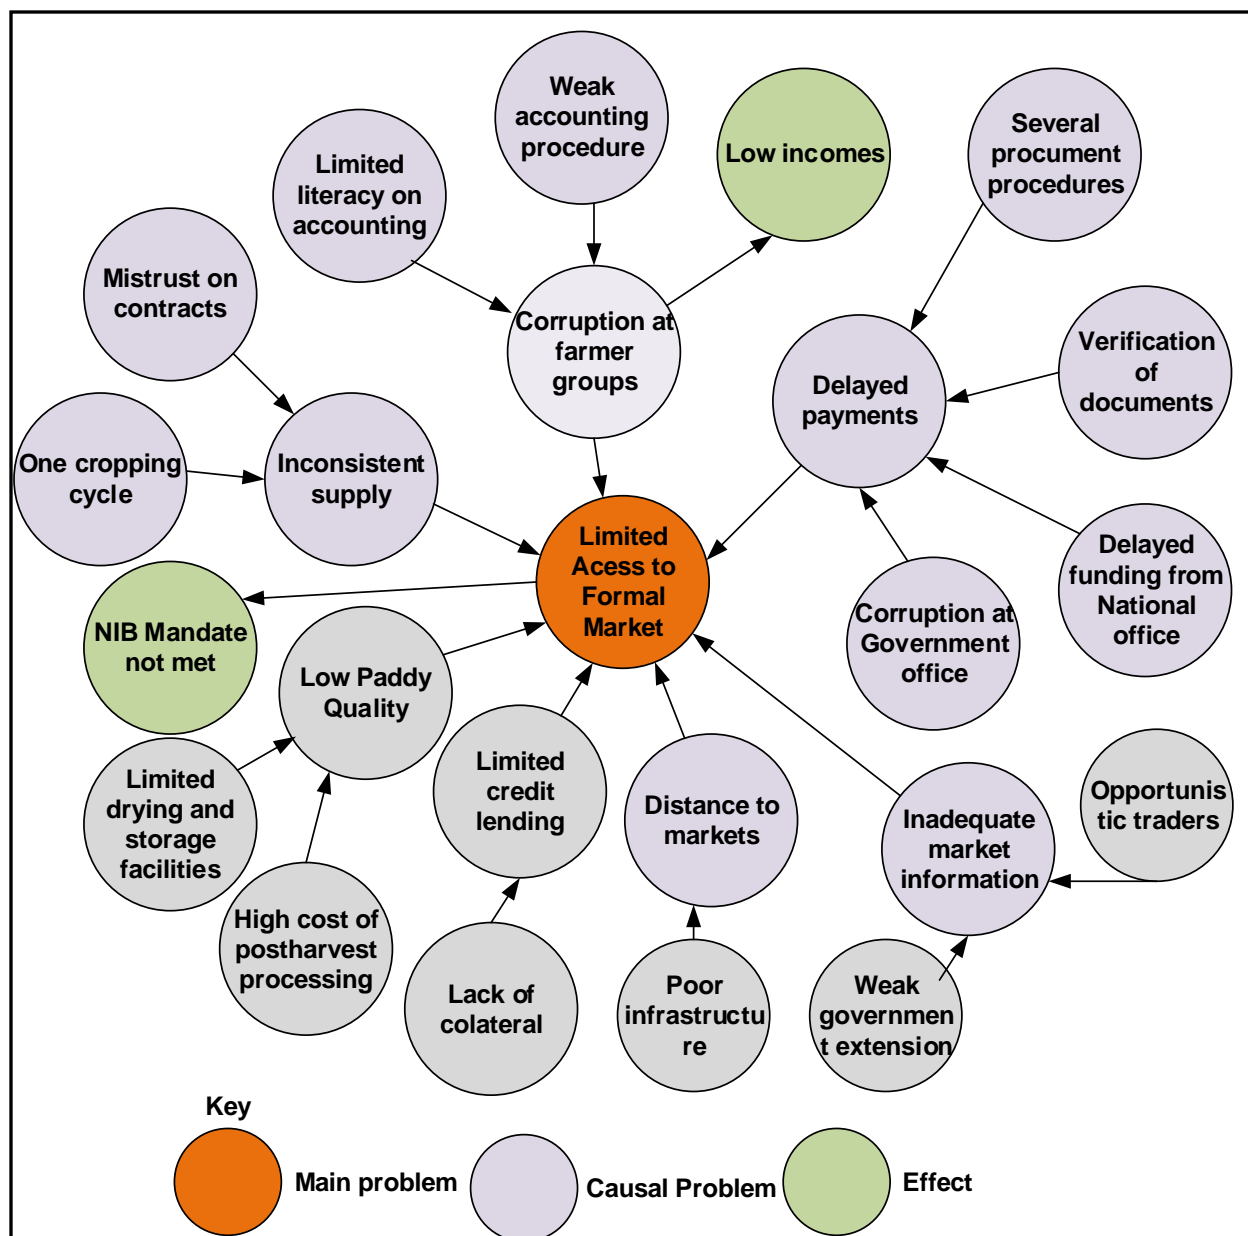 Weak
accounting
procedure
Low incomes
Several
procument
procedures
Limited
literacy on
accounting
Mistrust on
contracts
Corruption at
farmer
groups
Delayed
payments
Verification
of
documents
One cropping
cycle
Inconsistent
supply
Limited
Acess to
Formal
Market
Delayed
funding from
National
office
Corruption at
Government
office
NIB Mandate
not met
Low Paddy
Quality
Limited
drying and
storage
facilities
Limited
credit
lending
Distance to
markets
Inadequate
market
information
Opportunis
tic traders
High cost of
postharvest
processing
Lack of
colateral
Poor
infrastructu
re
Weak
governmen
t extension
Key
Main problem
Causal Problem
Effect